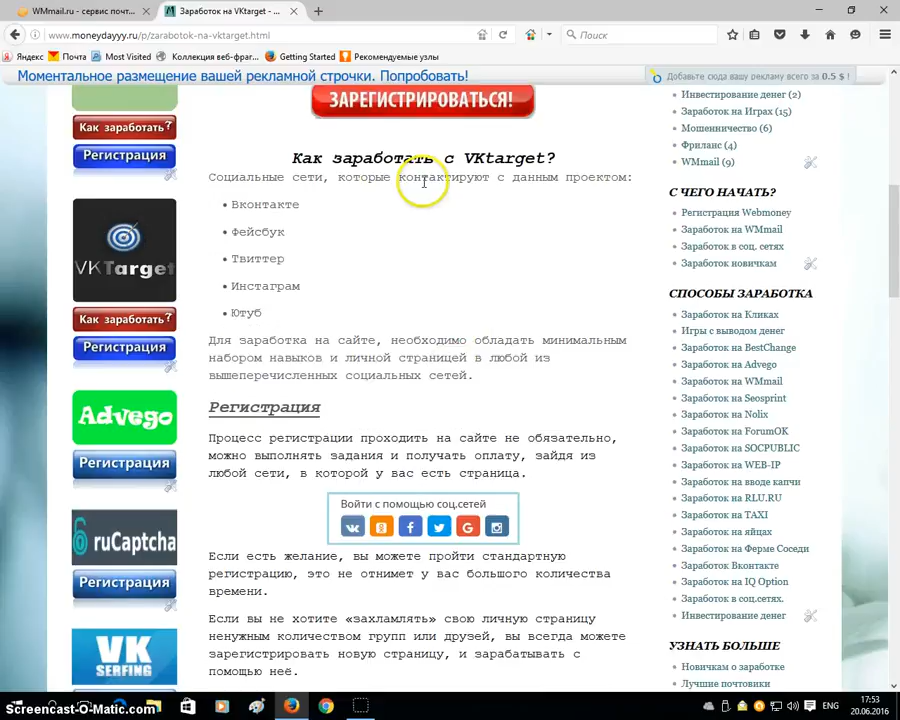 WMmail.ru - сервис почт...
Заработок на VKtarget - ...
www.moneydayyy.ru/p/zarabotok-na-vktarget.html
Поиск
Яндекс
Почта
Most Visited
Коллекция веб-фраг...
Getting Started
Рекомендуемые узлы
Моментальное размещение вашей рекламной строчки. Попробовать!
Добавьте сюда вашу рекламу всего за 0.5 $ !
Как заработать?
Регистрация
VKTarget
Как заработать?
Регистрация
Advego
Регистрация
ruCaptcha
Регистрация
VK
SERFING
ЗАРЕГИСТРИРОВАТЬСЯ!
Как заработать с VKtarget?
Социальные сети, которые контактируют с данным проектом:
Вконтакте
Фейсбук
Твиттер
Инстаграм
Ютуб
Для заработка на сайте, необходимо обладать минимальным
набором навыков и личной страницей в любой из
вышеперечисленных социальных сетей.
Регистрация
Процесс регистрации проходить на сайте не обязательно,
можно выполнять задания и получать оплату, зайдя из
любой сети, в которой у вас есть страница.
Войти с помощью соц.сетей
Если есть желание, вы можете пройти стандартную
регистрацию, это не отнимет у вас большого количества
времени.
Если вы не хотите «захламлять» свою личную страницу
ненужным количеством групп или друзей, вы всегда можете
зарегистрировать новую страницу, и зарабатывать с
помощью неё.
Инвестирование денег (2)
Заработок на Играх (15)
Мошенничество (6)
Фриланс (4)
WMmail (9)
С ЧЕГО НАЧАТЬ?
Регистрация Webmoney
Заработок на WMmail
Заработок в соц. сетях
Заработок новичкам
СПОСОБЫ ЗАРАБОТКА
Заработок на Кликах
Игры с выводом денег
Заработок на BestChange
Заработок на Advego
Заработок на WMmail
Заработок на Seosprint
Заработок на Nolix
Заработок на ForumOK
Заработок на SOCPUBLIC
Заработок на WEB-IP
Заработок на вводе капчи
Заработок на RLU.RU
Заработок на TAXI
Заработок на яйцах
Заработок на Ферме Соседи
Заработок Вконтакте
Заработок на IQ Option
Заработок в соц.сетях.
Инвестирование денег
УЗНАТЬ БОЛЬШЕ
Новичкам о заработке
Лучшие почтовики
Screencast-O-Matic.com
ENG
17:53
20.06.2016